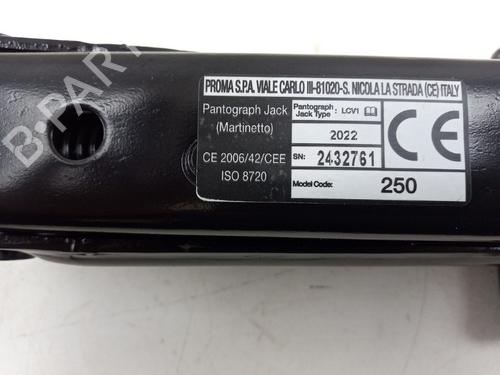 PROMA S.P.A. VIALE CARLO III-81020-S. NICOLA LA STRADA (CE) ITALY
Pantograph Jack
(Martinetto)
CE 2006/42/CEE
ISO 8720
Pantograph
Jack Type : LCV1
2022
SN: 2432761
Model Code: 250
CE
B-PARTS